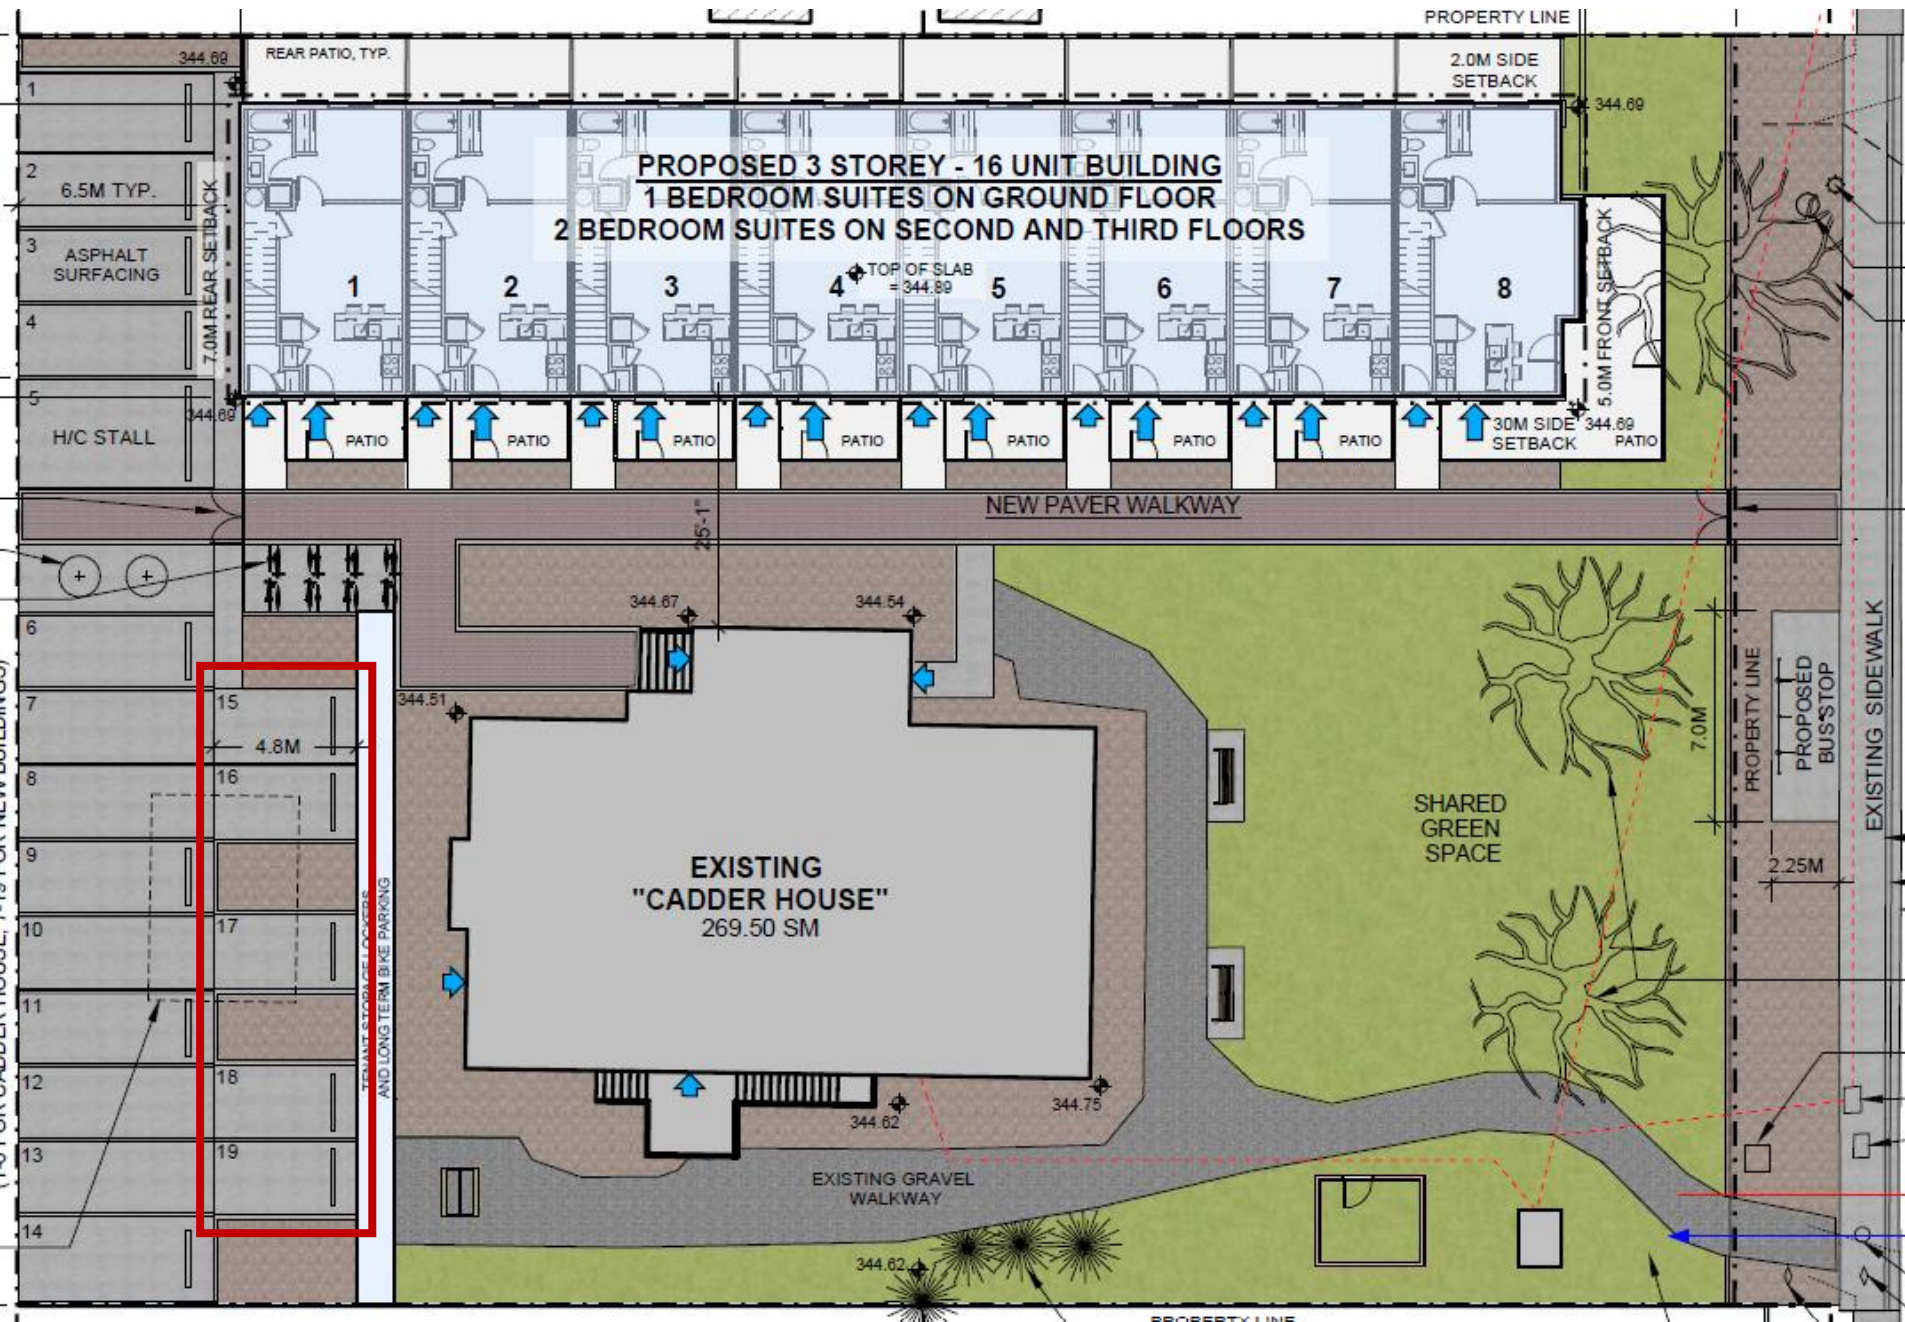 PROPERTY LINE
344.69
REAR PATIO, TYP.
2.0M SIDE
SETBACK
344.69
1
2
6.5M TYP.
3
ASPHALT
SURFACING
4
5
H/C STALL
7.0M REAR SETBACK
344.69
PROPOSED 3 STOREY - 16 UNIT BUILDING
1 BEDROOM SUITES ON GROUND FLOOR
2 BEDROOM SUITES ON SECOND AND THIRD FLOORS
TOP OF SLAB
= 344.89
1
2
3
4
5
6
7
8
5.0M FRONT SETBACK
PATIO
PATIO
PATIO
PATIO
PATIO
PATIO
PATIO
30M SIDE
SETBACK
344.69
PATIO
NEW PAVER WALKWAY
25'-1"
344.67
344.54
344.51
6
7
8
9
10
11
12
13
14
15
4.8M
16
17
18
19
TENANT STORAGE LOCKERS
AND LONG TERM BIKE PARKING
EXISTING
"CADDER HOUSE"
269.50 SM
344.62
344.75
EXISTING GRAVEL
WALKWAY
344.62
SHARED
GREEN
SPACE
7.0M
PROPERTY LINE
PROPOSED
BUS STOP
2.25M
EXISTING SIDEWALK
PROPERTY LINE